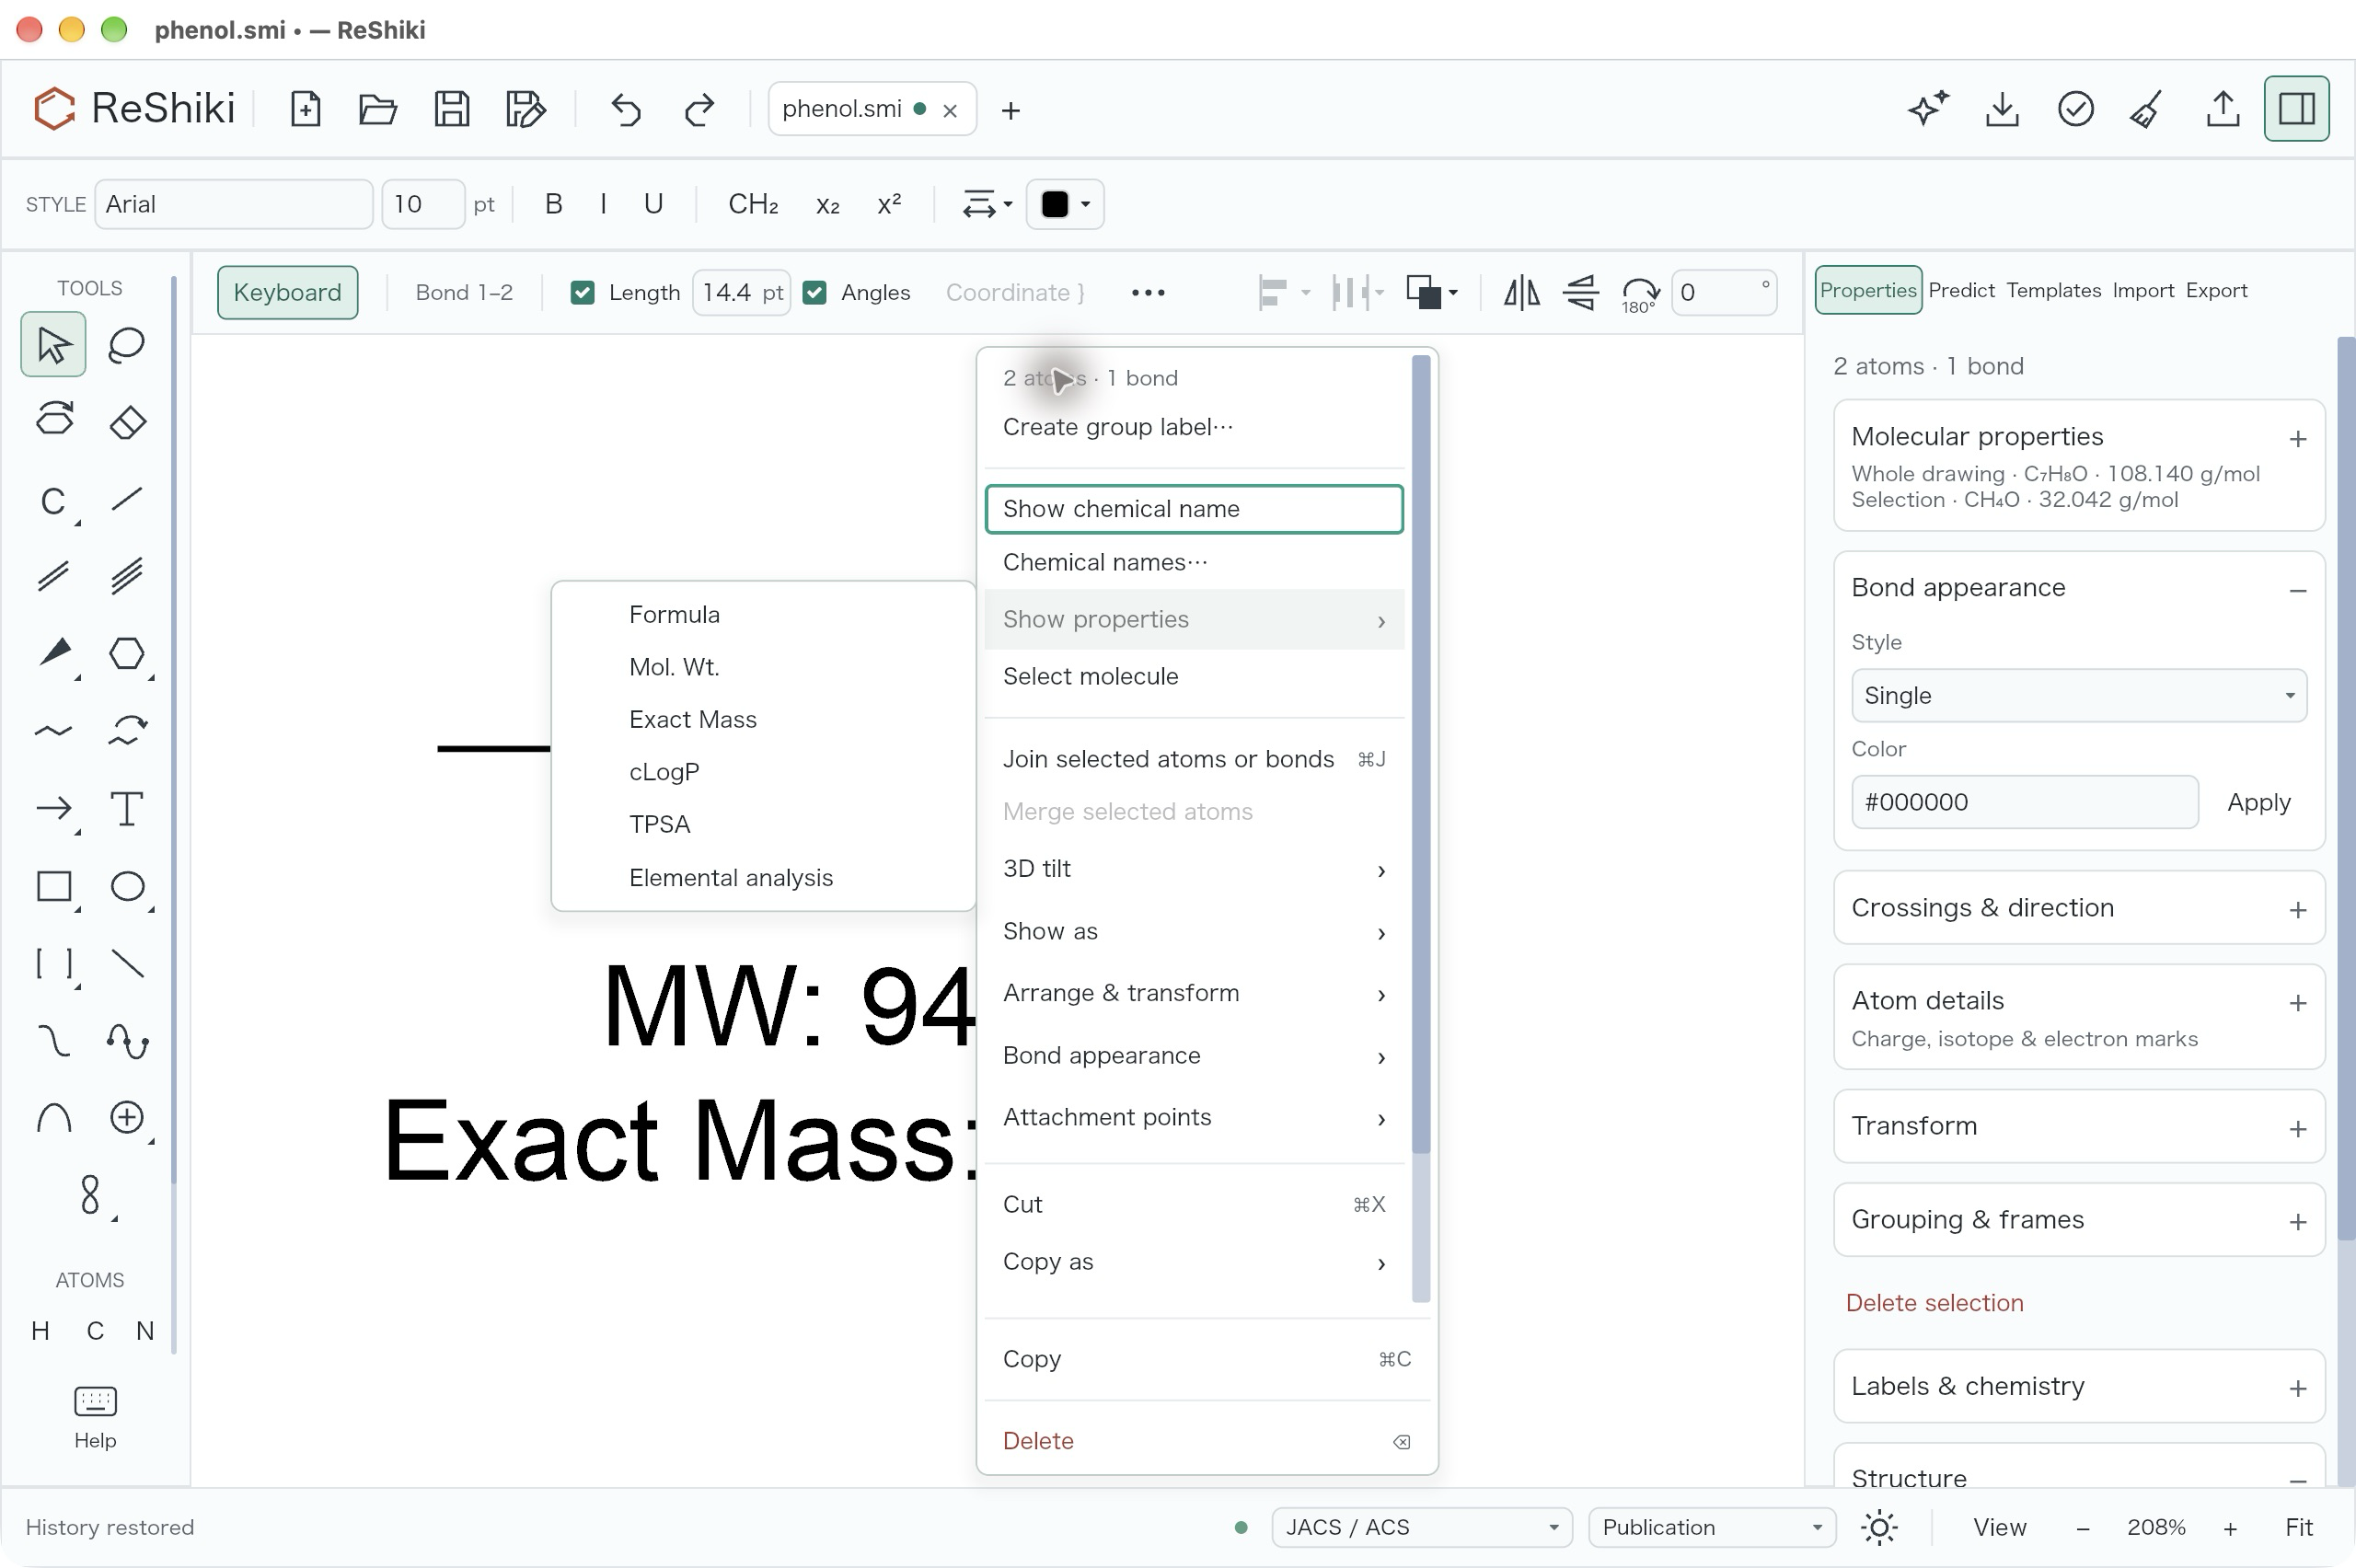 phenol.smi • — ReShiki
ReShiki
phenol.smi
STYLE Arial 10 pt B I U CH₂ x₂ x²
TOOLS
Keyboard Bond 1–2 Length 14.4 pt Angles Coordinate } ••• 180° 0 °
Properties Predict Templates Import Export
C
ATOMS
H C N
Help
MW: 94
Exact Mass:
Formula
Mol. Wt.
Exact Mass
cLogP
TPSA
Elemental analysis
2 atoms · 1 bond
Create group label···
Show chemical name
Chemical names···
Show properties ›
Select molecule
Join selected atoms or bonds ⌘J
Merge selected atoms
3D tilt ›
Show as ›
Arrange & transform ›
Bond appearance ›
Attachment points ›
Cut ⌘X
Copy as ›
Copy ⌘C
Delete ⌫
2 atoms · 1 bond
Molecular properties +
Whole drawing · C₇H₈O · 108.140 g/mol
Selection · CH₄O · 32.042 g/mol
Bond appearance −
Style
Single
Color
#000000 Apply
Crossings & direction +
Atom details +
Charge, isotope & electron marks
Transform +
Grouping & frames +
Delete selection
Labels & chemistry +
Structure −
History restored JACS / ACS Publication View − 208% + Fit